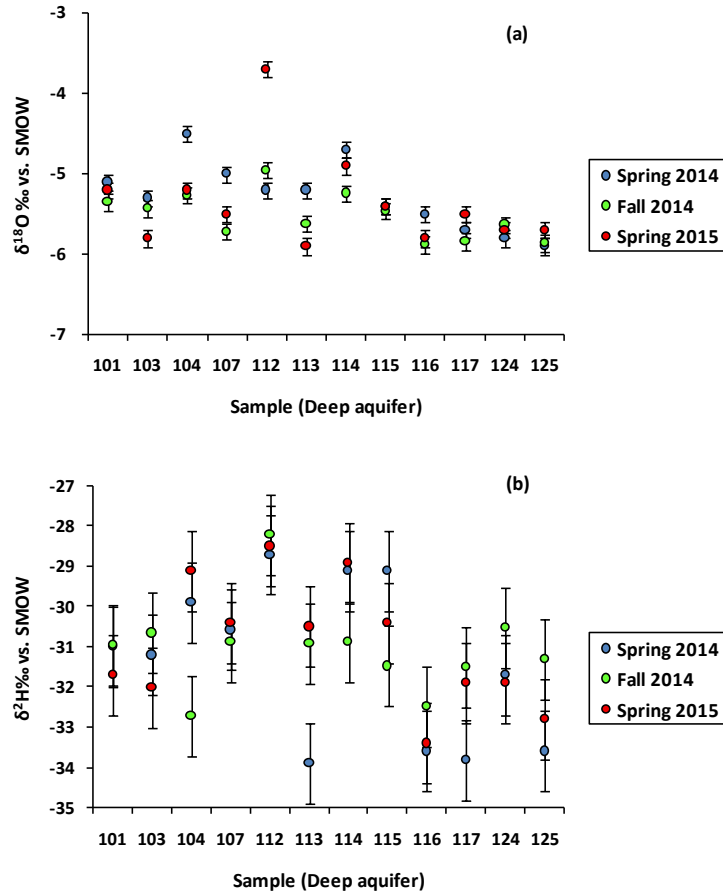 -3
(a)
-4
-5
-6
-7
δ¹⁸O ‰ vs. SMOW
Spring 2014
Fall 2014
Spring 2015
101 103 104 107 112 113 114 115 116 117 124 125
Sample (Deep aquifer)
-27
(b)
-28
-29
-30
-31
-32
-33
-34
-35
δ²H‰ vs. SMOW
Spring 2014
Fall 2014
Spring 2015
101 103 104 107 112 113 114 115 116 117 124 125
Sample (Deep aquifer)